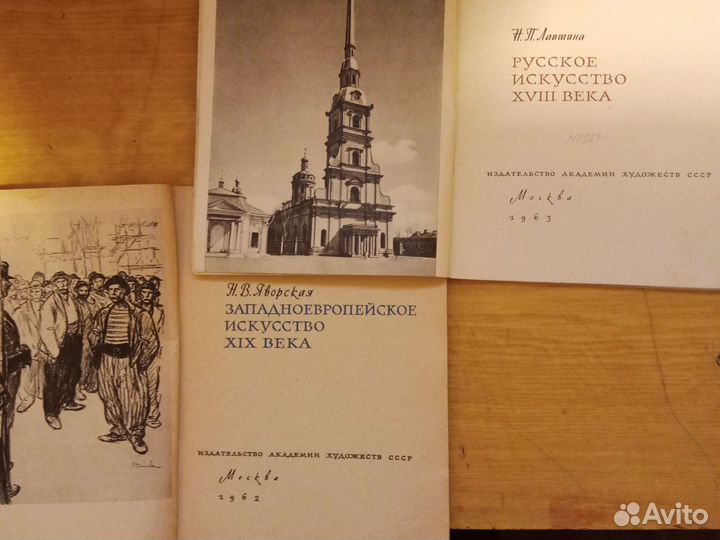 Н. П. Лапшина
РУССКОЕ
ИСКУССТВО
XVIII ВЕКА
ИЗДАТЕЛЬСТВО АКАДЕМИИ ХУДОЖЕСТВ СССР
Москва
1963
Н. В. Яворская
ЗАПАДНОЕВРОПЕЙСКОЕ
ИСКУССТВО
XIX ВЕКА
ИЗДАТЕЛЬСТВО АКАДЕМИИ ХУДОЖЕСТВ СССР
Москва
1962
Avito